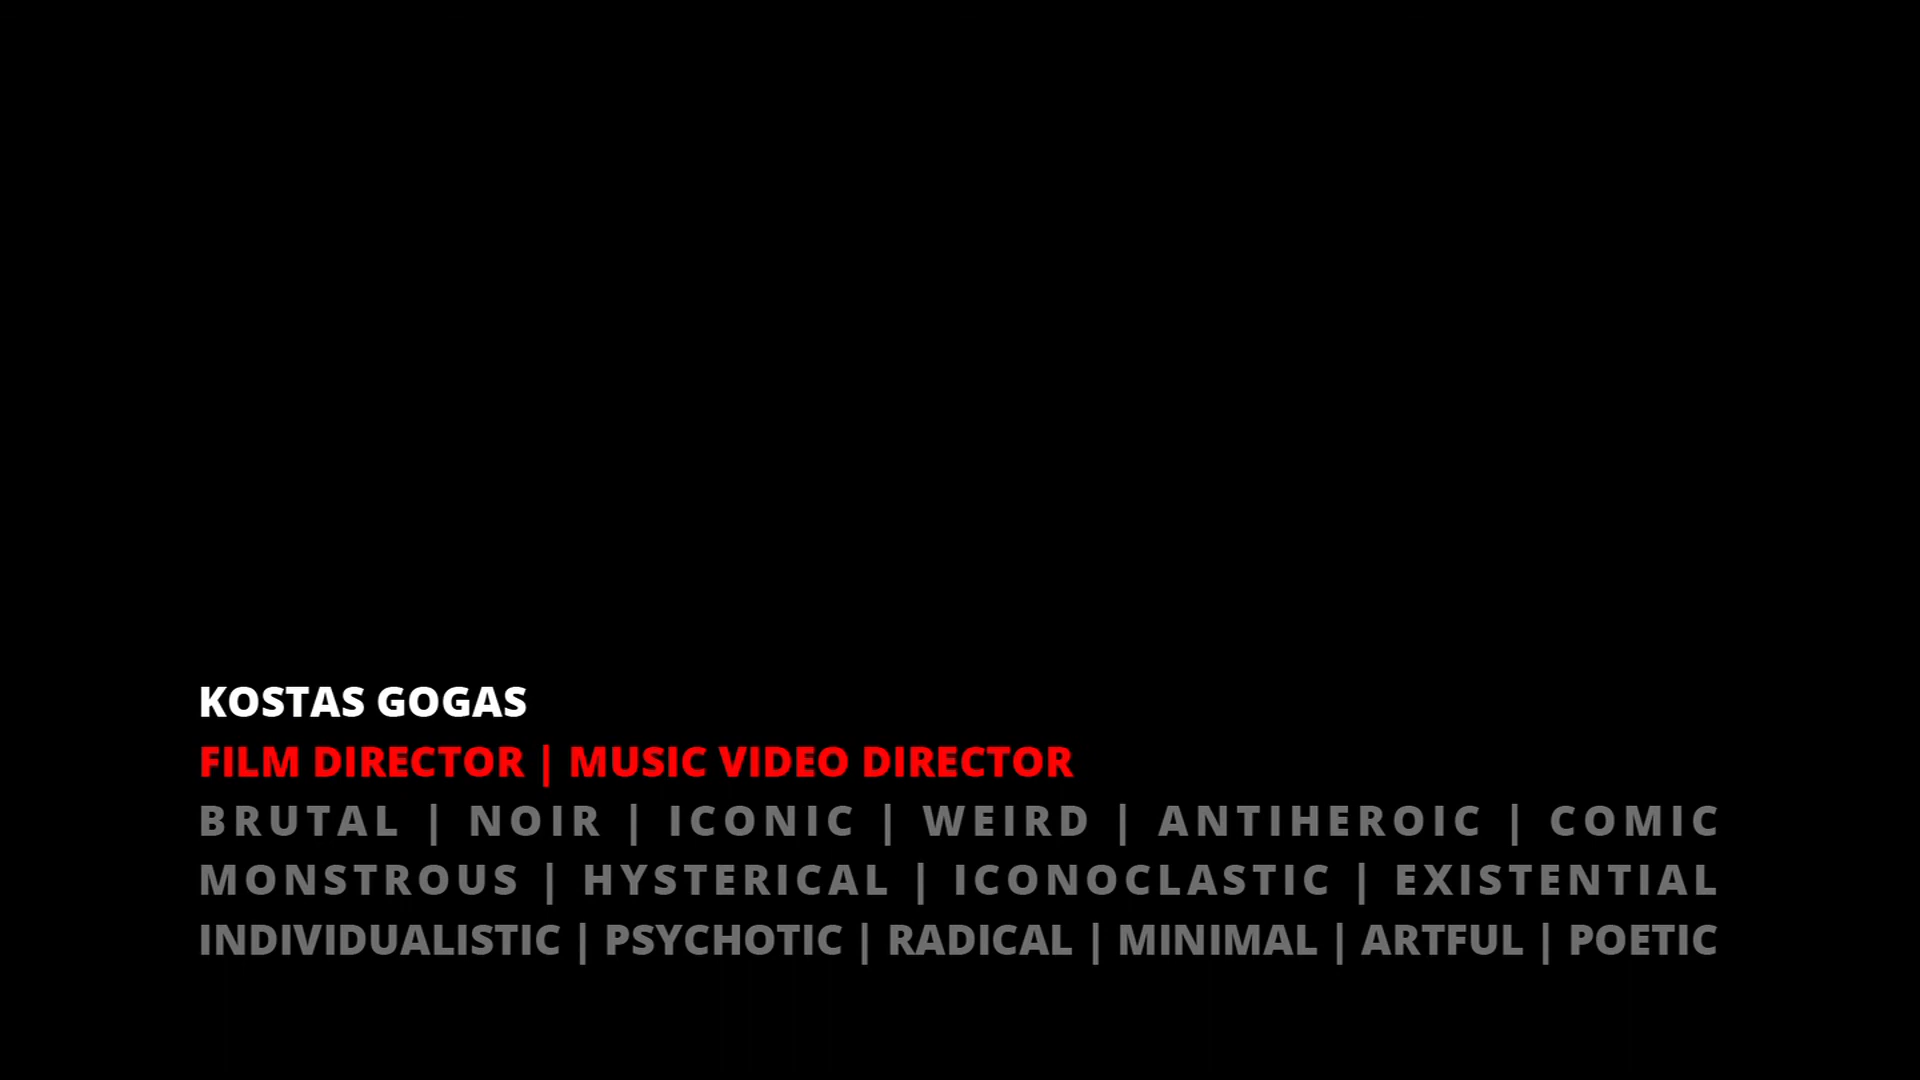 KOSTAS GOGAS
FILM DIRECTOR | MUSIC VIDEO DIRECTOR
BRUTAL | NOIR | ICONIC | WEIRD | ANTIHEROIC | COMIC
MONSTROUS | HYSTERICAL | ICONOCLASTIC | EXISTENTIAL
INDIVIDUALISTIC | PSYCHOTIC | RADICAL | MINIMAL | ARTFUL | POETIC